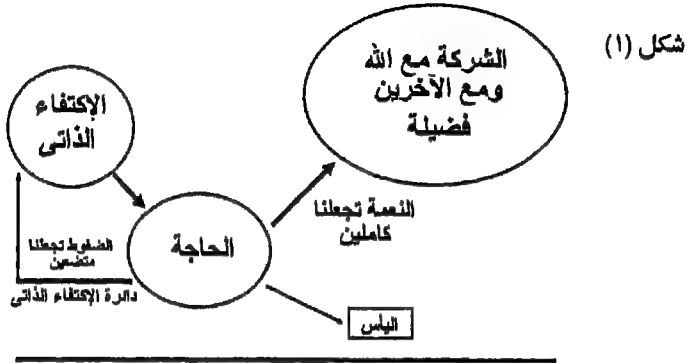 شكل (١)
الشركة مع الله
ومع الآخرين
فضيلة
الإكتفاء
الذاتى
النعمة تجعلنا
كاملين
الحاجة
الضغوط تجعلنا
متضعين
دائرة الإكتفاء الذاتى
اليأس